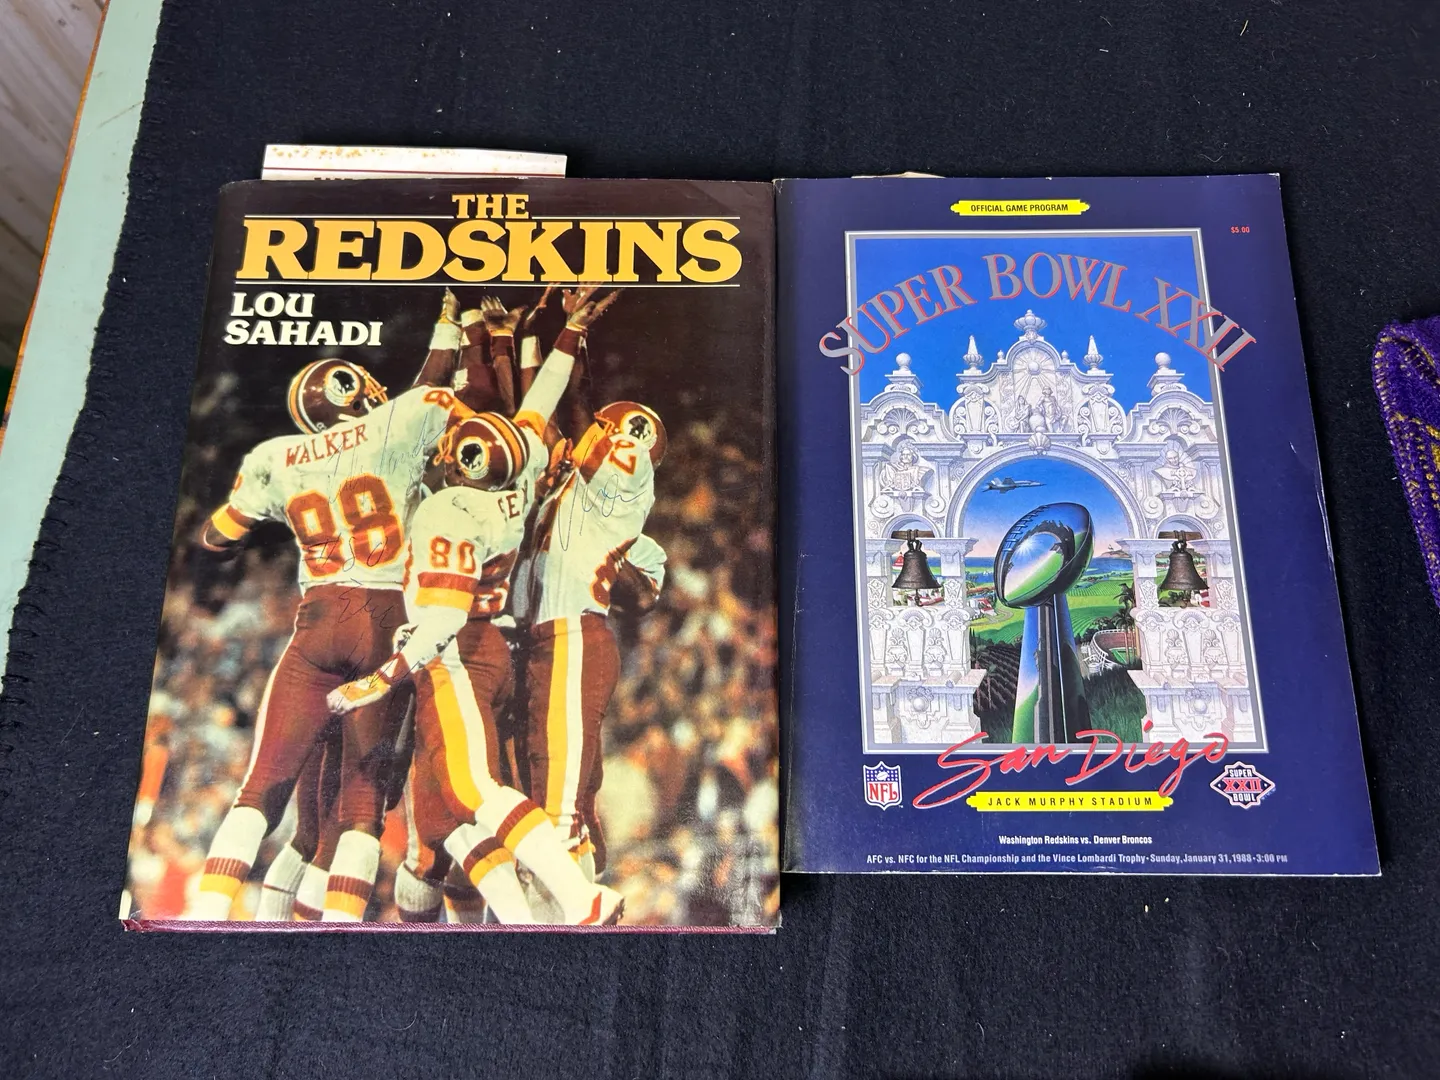 THE
REDSKINS
LOU
SAHADI
WALKER
88
80
87
OFFICIAL GAME PROGRAM
$5.00
SUPER BOWL XXII
San Diego
JACK MURPHY STADIUM
NFL
SUPER
XXII
BOWL
Washington Redskins vs. Denver Broncos
AFC vs. NFC for the NFL Championship and the Vince Lombardi Trophy • Sunday, January 31, 1988 - 3:00 PM